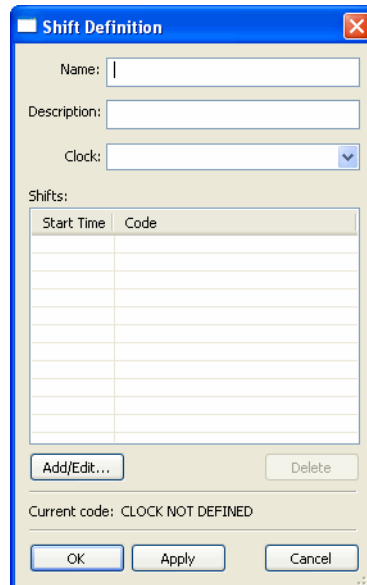 Shift Definition
Name:
Description:
Clock:
Shifts:
Start Time Code
Add/Edit... Delete
Current code: CLOCK NOT DEFINED
OK Apply Cancel